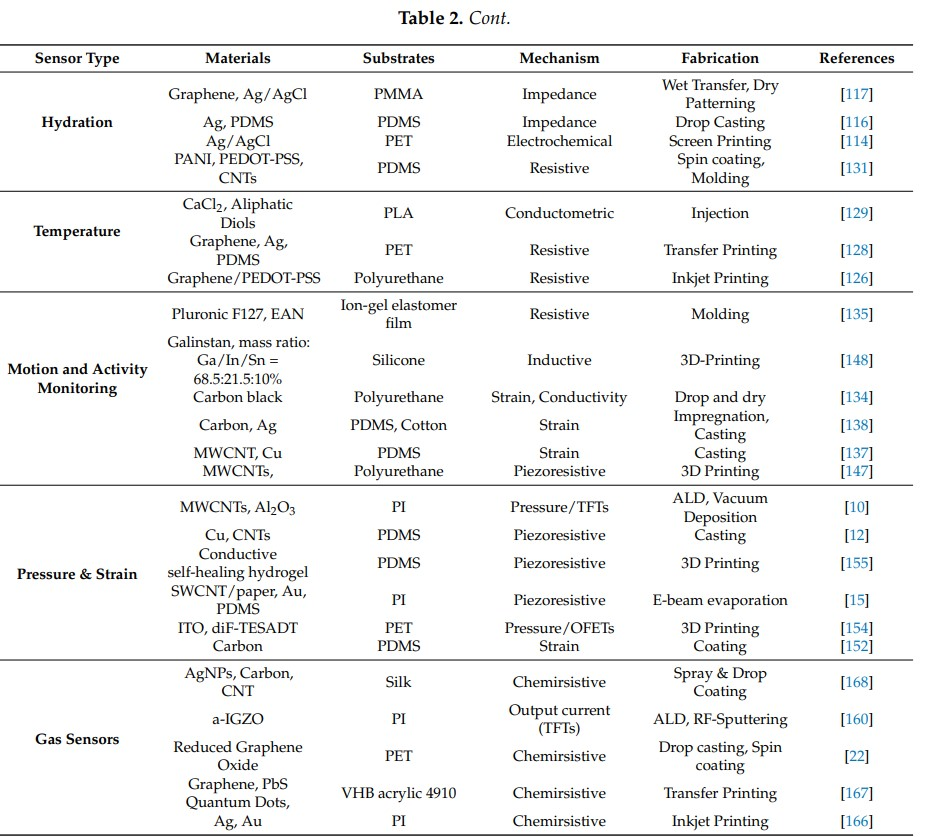 Table 2. Cont.
Sensor Type Materials Substrates Mechanism Fabrication References
Hydration
Graphene, Ag/AgCl PMMA Impedance Wet Transfer, Dry
Patterning [117]
Ag, PDMS PDMS Impedance Drop Casting [116]
Ag/AgCl PET Electrochemical Screen Printing [114]
PANI, PEDOT-PSS,
CNTs PDMS Resistive Spin coating,
Molding [131]
Temperature
CaCl₂, Aliphatic
Diols PLA Conductometric Injection [129]
Graphene, Ag,
PDMS PET Resistive Transfer Printing [128]
Graphene/PEDOT-PSS Polyurethane Resistive Inkjet Printing [126]
Motion and Activity
Monitoring
Pluronic F127, EAN Ion-gel elastomer
film Resistive Molding [135]
Galinstan, mass ratio:
Ga/In/Sn =
68.5:21.5:10% Silicone Inductive 3D-Printing [148]
Carbon black Polyurethane Strain, Conductivity Drop and dry [134]
Carbon, Ag PDMS, Cotton Strain Impregnation,
Casting [138]
MWCNT, Cu PDMS Strain Casting [137]
MWCNTs, Polyurethane Piezoresistive 3D Printing [147]
Pressure & Strain
MWCNTs, Al₂O₃ PI Pressure/TFTs ALD, Vacuum
Deposition [10]
Cu, CNTs PDMS Piezoresistive Casting [12]
Conductive
self-healing hydrogel PDMS Piezoresistive 3D Printing [155]
SWCNT/paper, Au,
PDMS PI Piezoresistive E-beam evaporation [15]
ITO, diF-TESADT PET Pressure/OFETs 3D Printing [154]
Carbon PDMS Strain Coating [152]
Gas Sensors
AgNPs, Carbon,
CNT Silk Chemirsistive Spray & Drop
Coating [168]
a-IGZO PI Output current
(TFTs) ALD, RF-Sputtering [160]
Reduced Graphene
Oxide PET Chemirsistive Drop casting, Spin
coating [22]
Graphene, PbS
Quantum Dots, VHB acrylic 4910 Chemirsistive Transfer Printing [167]
Ag, Au PI Chemirsistive Inkjet Printing [166]